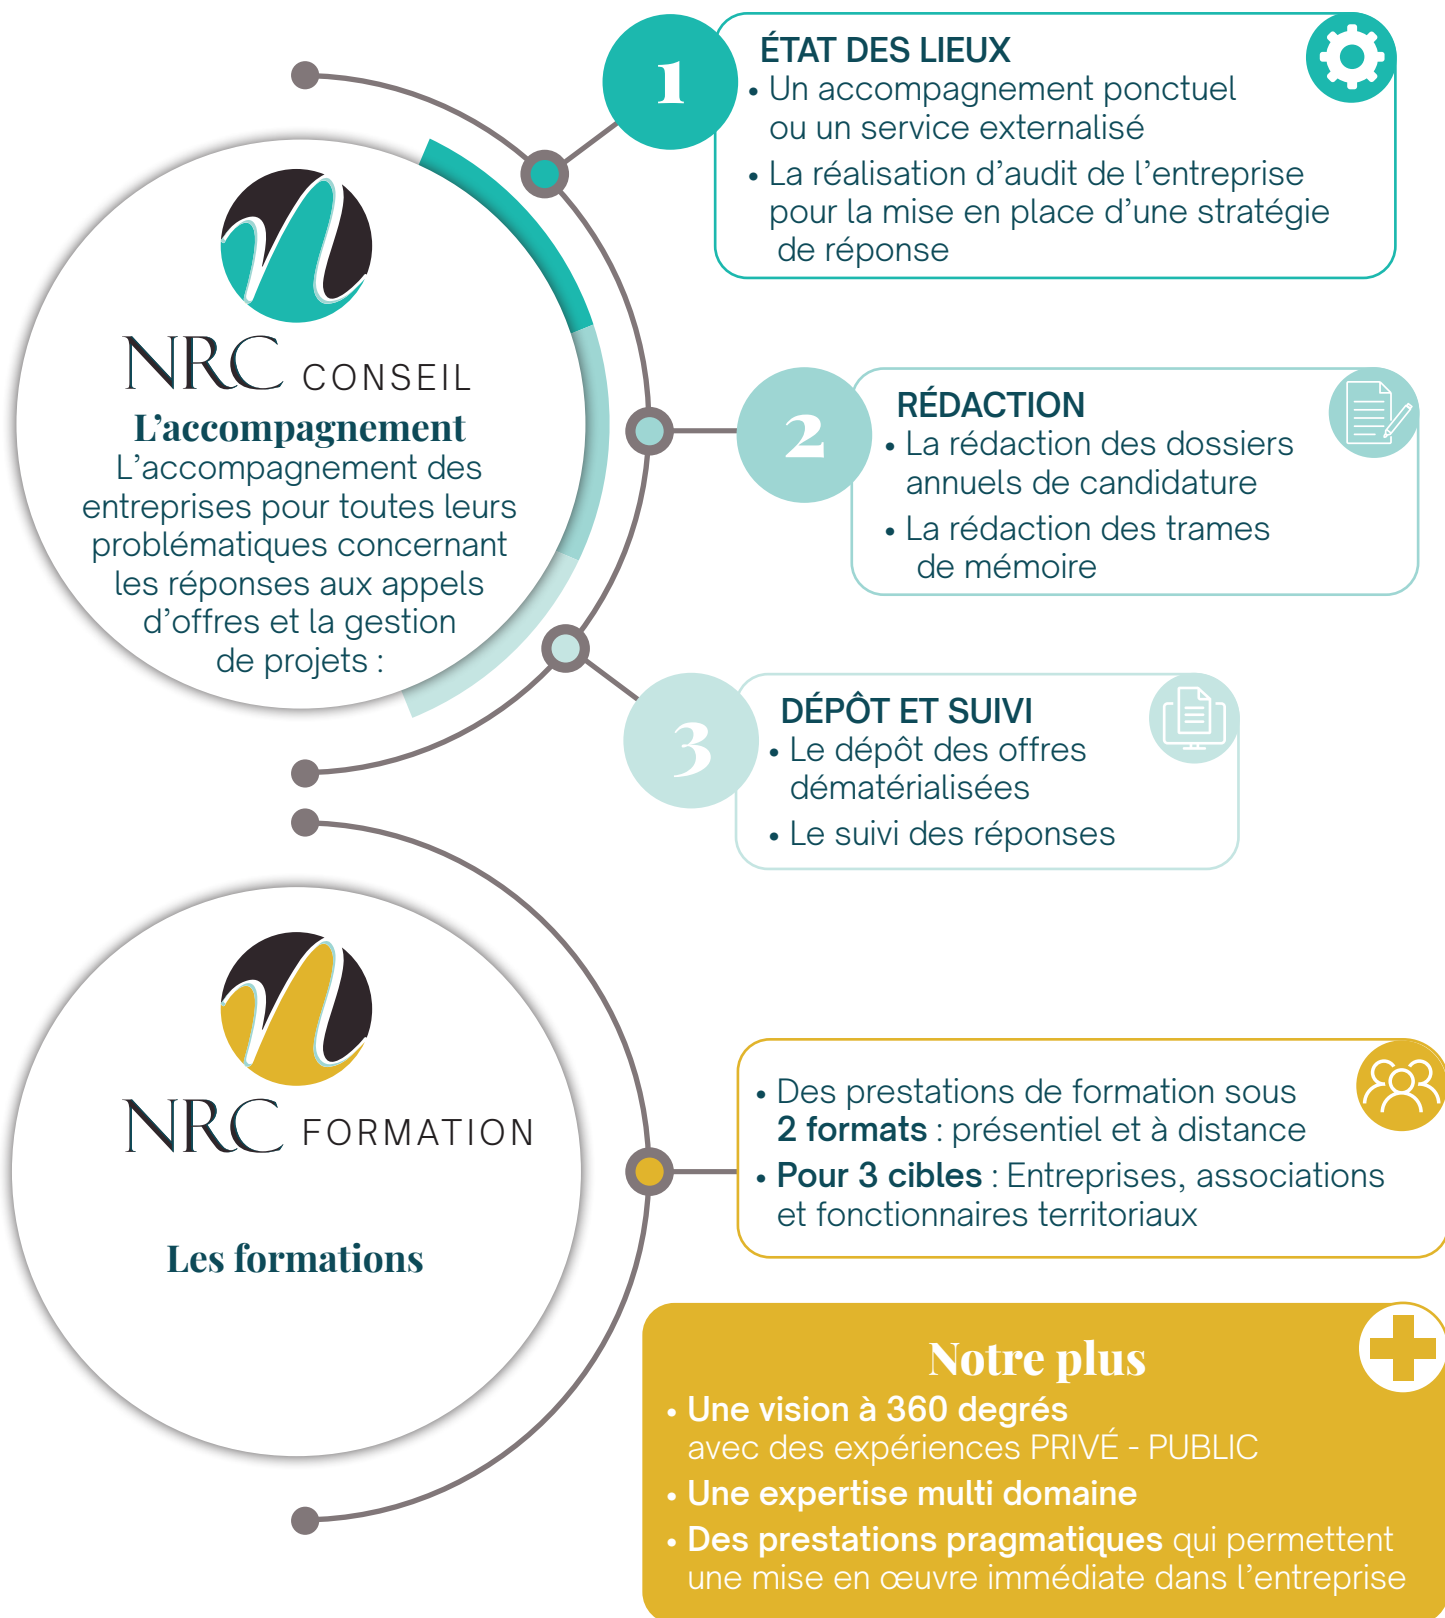 NRC CONSEIL
L’accompagnement
L’accompagnement des
entreprises pour toutes leurs
problématiques concernant
les réponses aux appels
d’offres et la gestion
de projets :
1
ÉTAT DES LIEUX
• Un accompagnement ponctuel
ou un service externalisé
• La réalisation d’audit de l’entreprise
pour la mise en place d’une stratégie
de réponse
2
RÉDACTION
• La rédaction des dossiers
annuels de candidature
• La rédaction des trames
de mémoire
3
DÉPÔT ET SUIVI
• Le dépôt des offres
dématérialisées
• Le suivi des réponses
NRC FORMATION
Les formations
• Des prestations de formation sous
2 formats : présentiel et à distance
• Pour 3 cibles : Entreprises, associations
et fonctionnaires territoriaux
Notre plus
• Une vision à 360 degrés
avec des expériences PRIVÉ - PUBLIC
• Une expertise multi domaine
• Des prestations pragmatiques qui permettent
une mise en œuvre immédiate dans l’entreprise